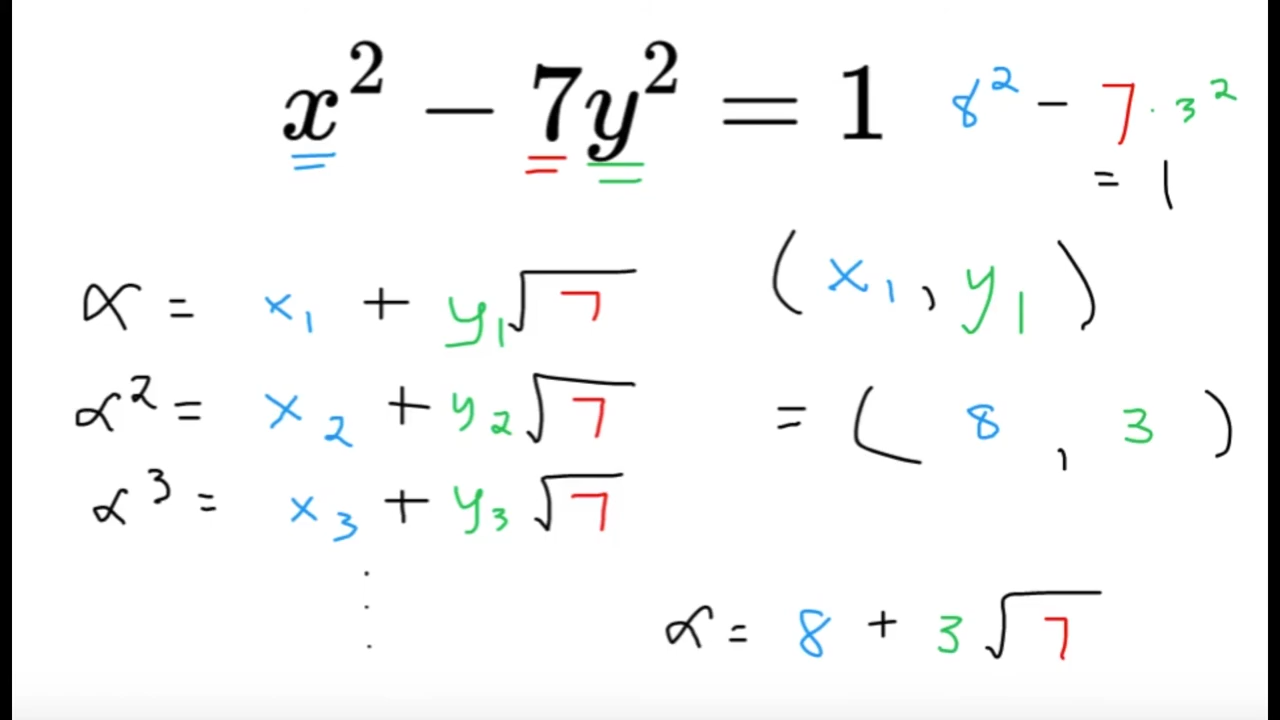 x² − 7y² = 1
8² − 7 · 3²
= 1
α = x₁ + y₁√7
(x₁, y₁)
α² = x₂ + y₂√7
= (8, 3)
α³ = x₃ + y₃√7
⋮
α = 8 + 3√7